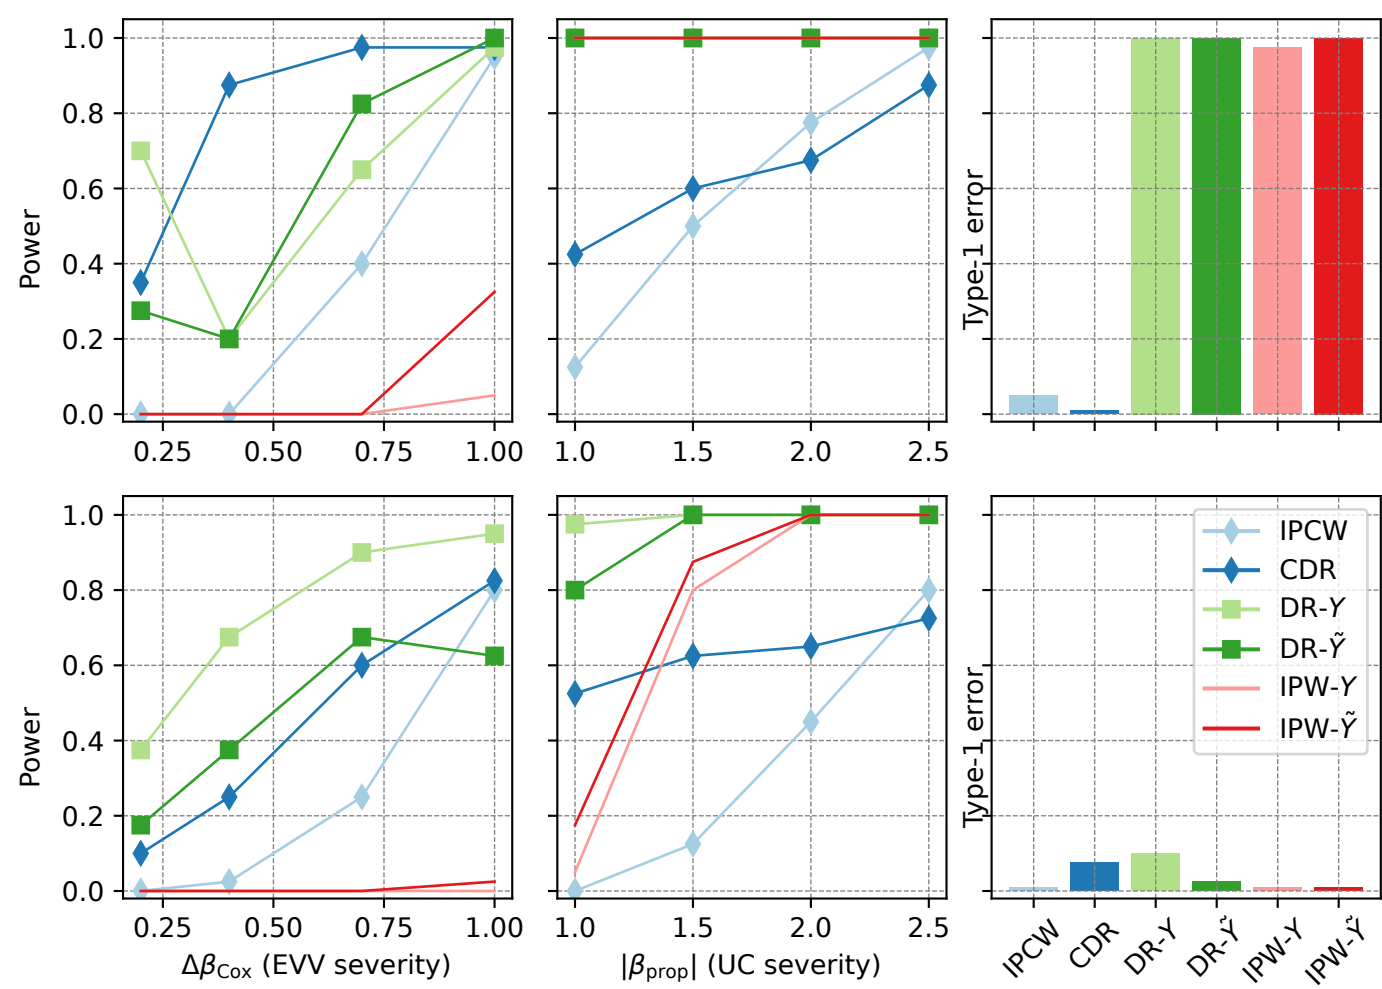 1.0
0.8
0.6
0.4
0.2
0.0
Power
0.25 0.50 0.75 1.00
1.0 1.5 2.0 2.5
Type-1 error
1.0
0.8
0.6
0.4
0.2
0.0
Power
0.25 0.50 0.75 1.00
Δβ_Cox (EVV severity)
1.0 1.5 2.0 2.5
|β_prop| (UC severity)
Type-1 error
IPCW
CDR
DR-Y
DR-Ỹ
IPW-Y
IPW-Ỹ
IPCW CDR DR-Y DR-Ỹ IPW-Y IPW-Ỹ